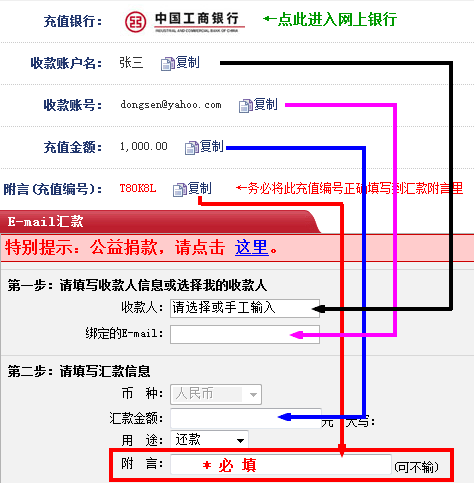 充值银行： 中国工商银行 ←点此进入网上银行
INDUSTRIAL AND COMMERCIAL BANK OF CHINA
收款账户名： 张三 复制
收款账号： dongsen@yahoo.com 复制
充值金额： 1,000.00 复制
附言(充值编号)： T80K8L 复制 ←务必将此充值编号正确填写到汇款附言里
E-mail汇款
特别提示：公益捐款，请点击 这里。
第一步：请填写收款人信息或选择我的收款人
收款人： 请选择或手工输入
绑定的E-mail：
第二步：请填写汇款信息
币 种： 人民币
汇款金额： 元 大写：
用 途： 还款
附 言： * 必 填 (可不输)